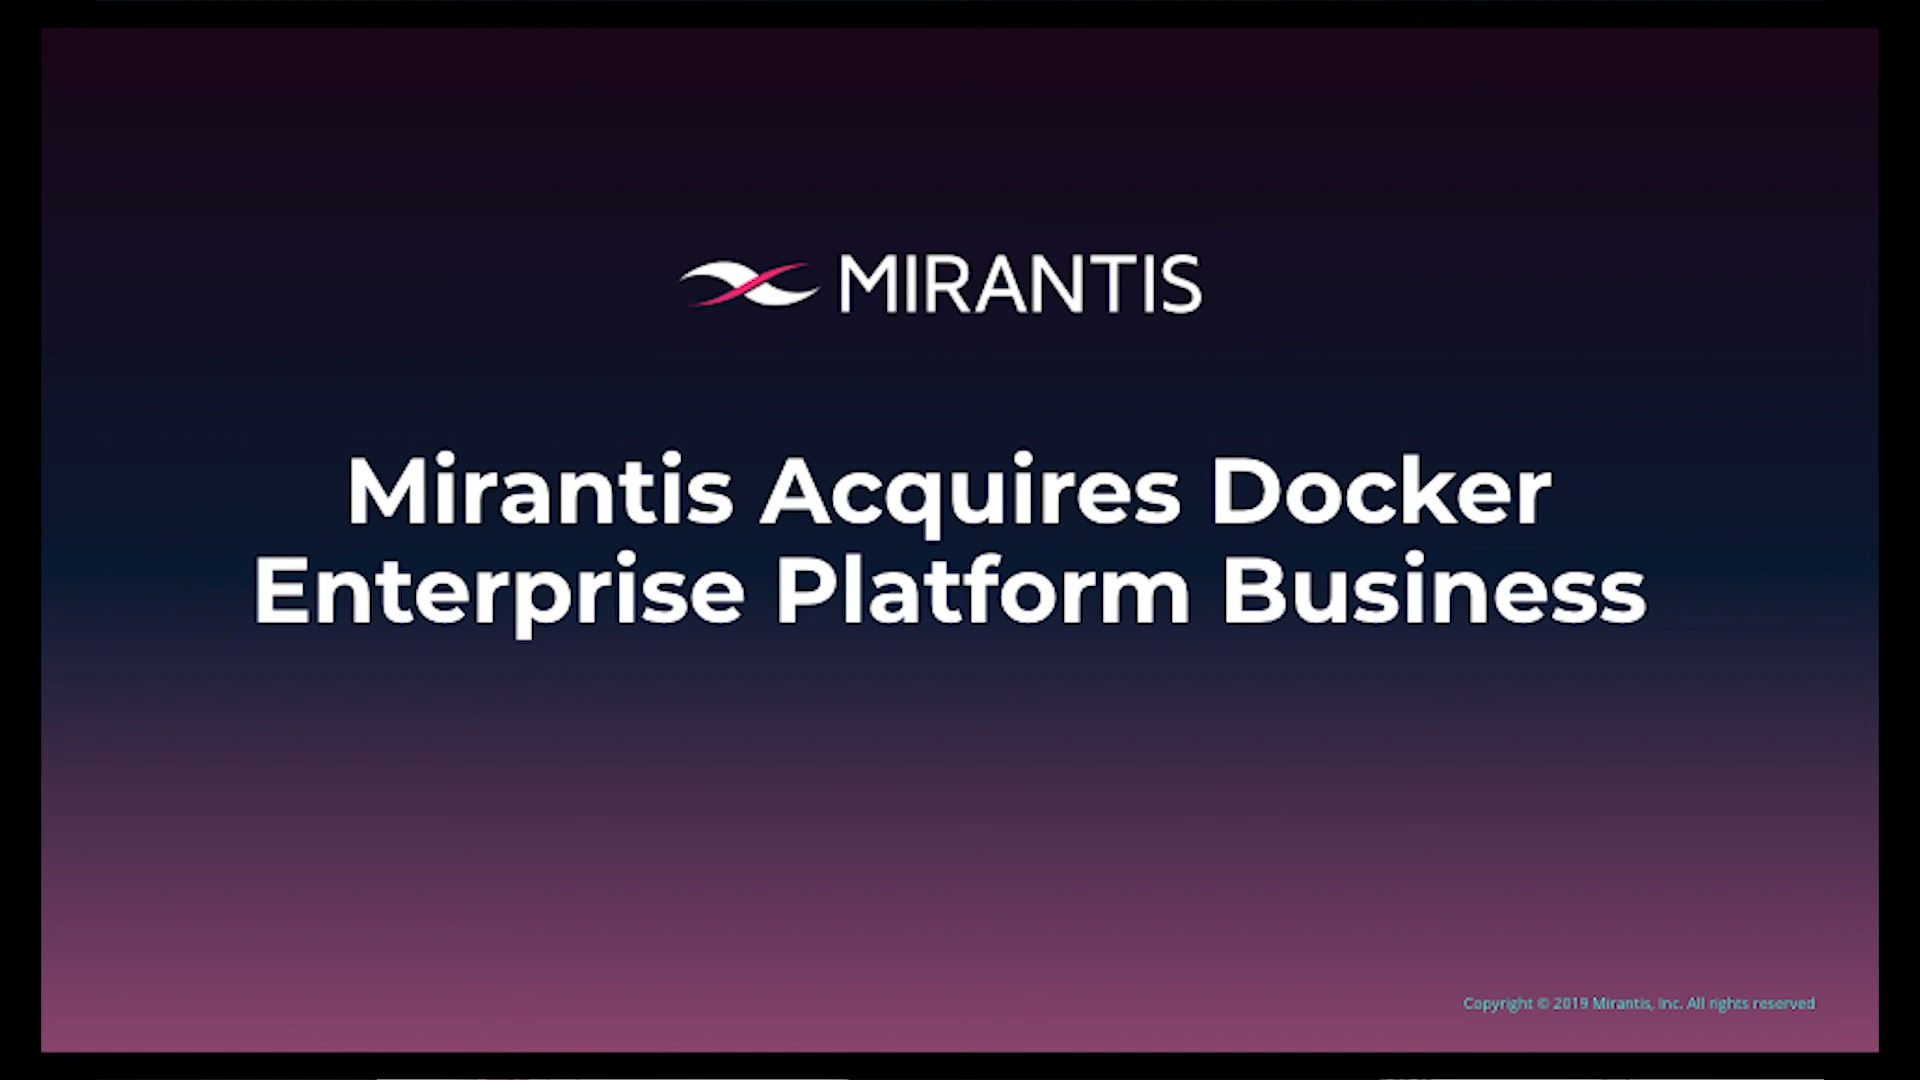 MIRANTIS
Mirantis Acquires Docker
Enterprise Platform Business
Copyright © 2019 Mirantis, Inc. All rights reserved